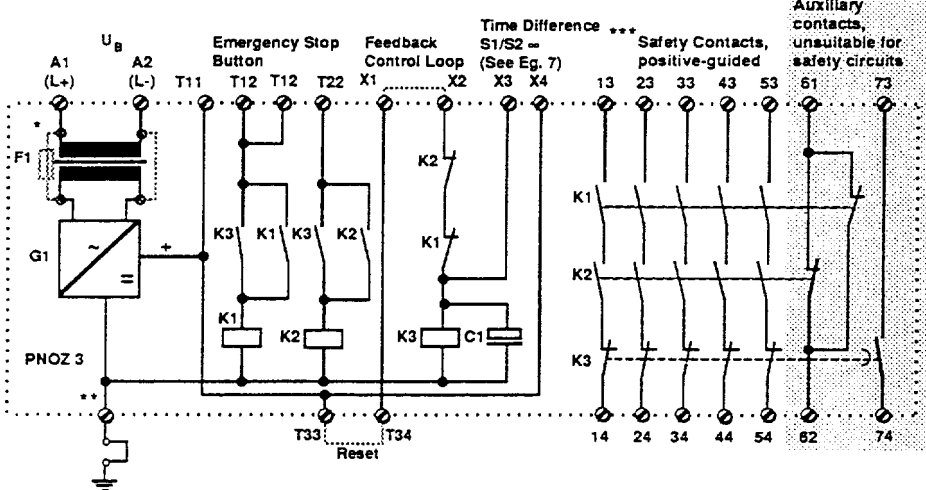 Auxiliary
contacts,
unsuitable for
safety circuits
Time Difference
S1/S2 ∞
(See Eg. 7)
***
Safety Contacts,
positive-guided
Feedback
Control Loop
Emergency Stop
Button
UB
A1
(L+)
A2
(L-)
T11 T12 T12 T22 X1 X2 X3 X4 13 23 33 43 53 61 73
*
F1
K2
K1
K3 K1 K3 K2
K1
G1
~
=
+
K2
K1 K2 K3 C1
K3
PNOZ 3
**
T33 T34
Reset
14 24 34 44 54 62 74